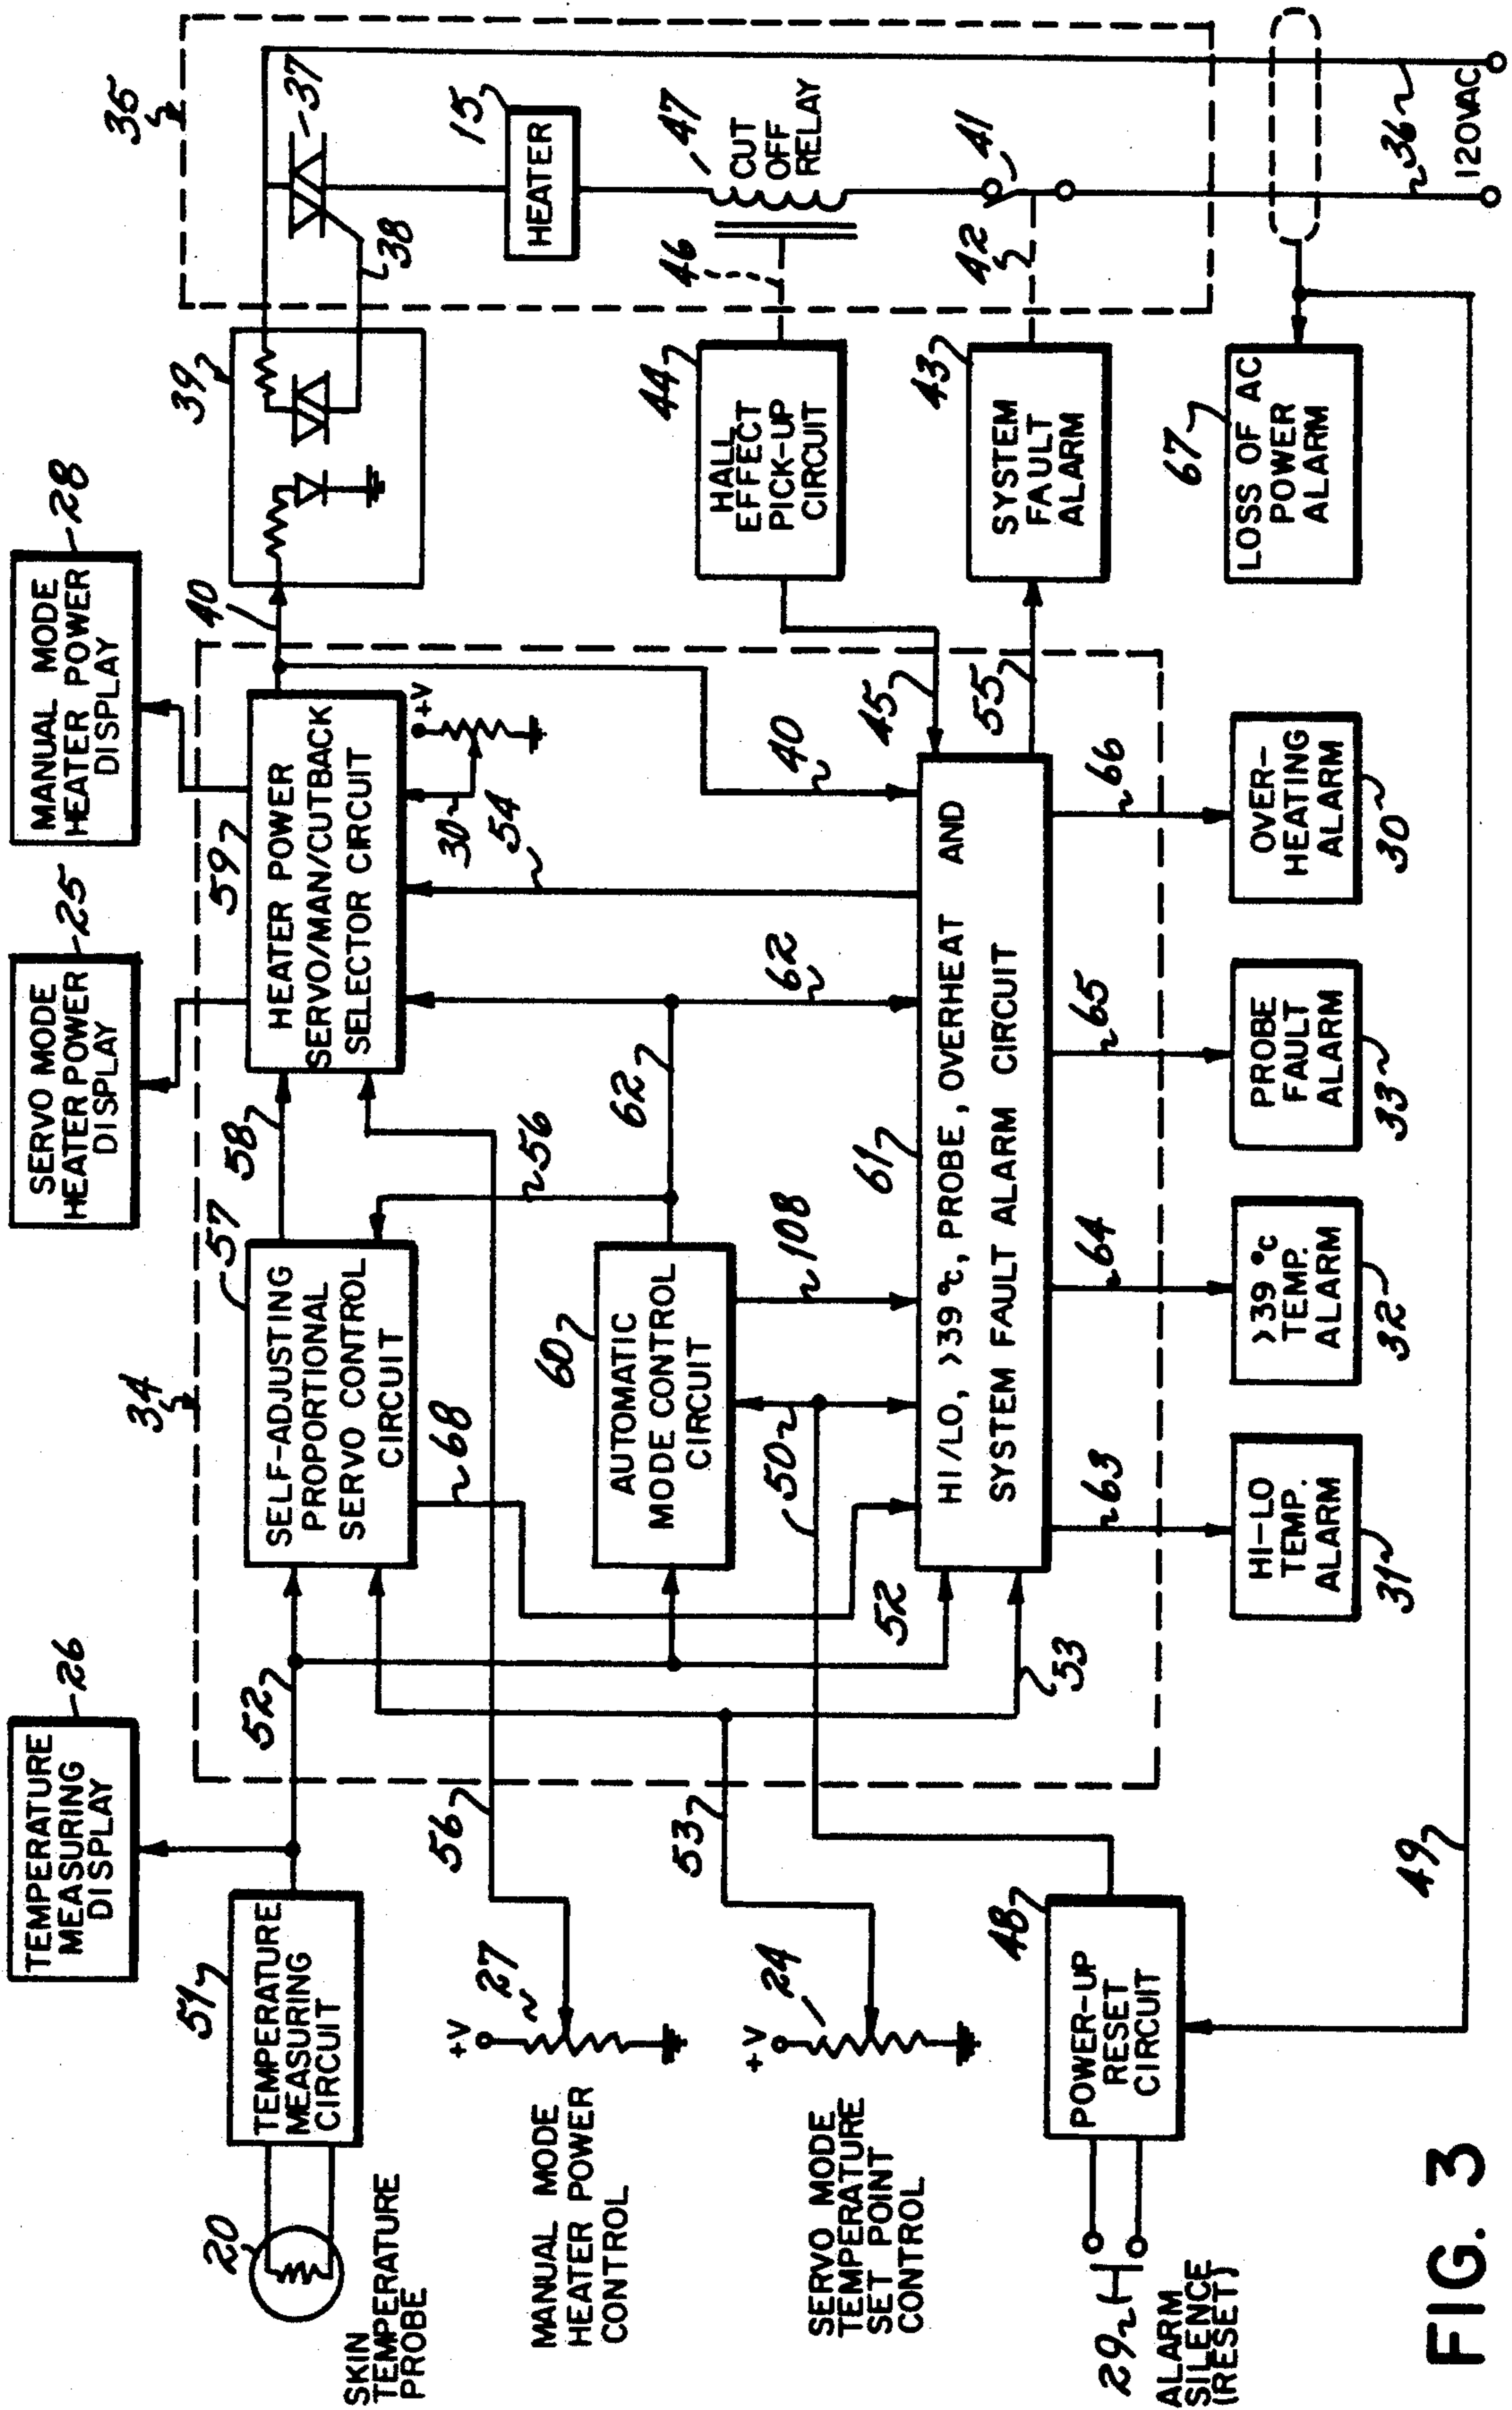 TEMPERATURE
MEASURING
DISPLAY
26
SERVO MODE
HEATER POWER
DISPLAY
25
MANUAL MODE
HEATER POWER
DISPLAY
28
20
SKIN
TEMPERATURE
PROBE
51
TEMPERATURE
MEASURING
CIRCUIT
52
34
57
SELF-ADJUSTING
PROPORTIONAL
SERVO CONTROL
CIRCUIT
58
59
HEATER POWER
SERVO/MAN/CUTBACK
SELECTOR CIRCUIT
40
39
35
37
38
+V
30
54
56
68
62
15
HEATER
+V
27
MANUAL MODE
HEATER POWER
CONTROL
56
60
AUTOMATIC
MODE CONTROL
CIRCUIT
108
62
40
44
HALL
EFFECT
PICK-UP
CIRCUIT
46
47
CUT
OFF
RELAY
+V
24
SERVO MODE
TEMPERATURE
SET POINT
CONTROL
53
50
52
53
61
HI/LO, >39°C, PROBE, OVERHEAT AND
SYSTEM FAULT ALARM CIRCUIT
45
55
43
SYSTEM
FAULT
ALARM
42
41
29
ALARM
SILENCE
(RESET)
48
POWER-UP
RESET
CIRCUIT
63
64
65
66
HI-LO
TEMP.
ALARM
31
>39°C
TEMP.
ALARM
32
PROBE
FAULT
ALARM
33
OVER-
HEATING
ALARM
30
67
LOSS OF AC
POWER
ALARM
36
120VAC
49
FIG. 3